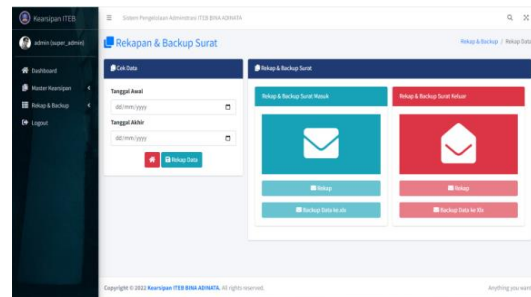 Kearsipan ITEB
Sistem Pengelolaan Administrasi ITEB BINA ADINATA
admin (super_admin)
Dashboard
Master Kearsipan
Rekap & Backup
Logout
Rekapan & Backup Surat
Rekap & Backup / Rekap Data
Cek Data
Tanggal Awal
dd/mm/yyyy
Tanggal Akhir
dd/mm/yyyy
Rekap Data
Rekap & Backup Surat
Rekap & Backup Surat Masuk
Rekap
Backup Data ke xls
Rekap & Backup Surat Keluar
Rekap
Backup Data ke Xls
Copyright © 2022 Kearsipan ITEB BINA ADINATA. All rights reserved.
Anything you want